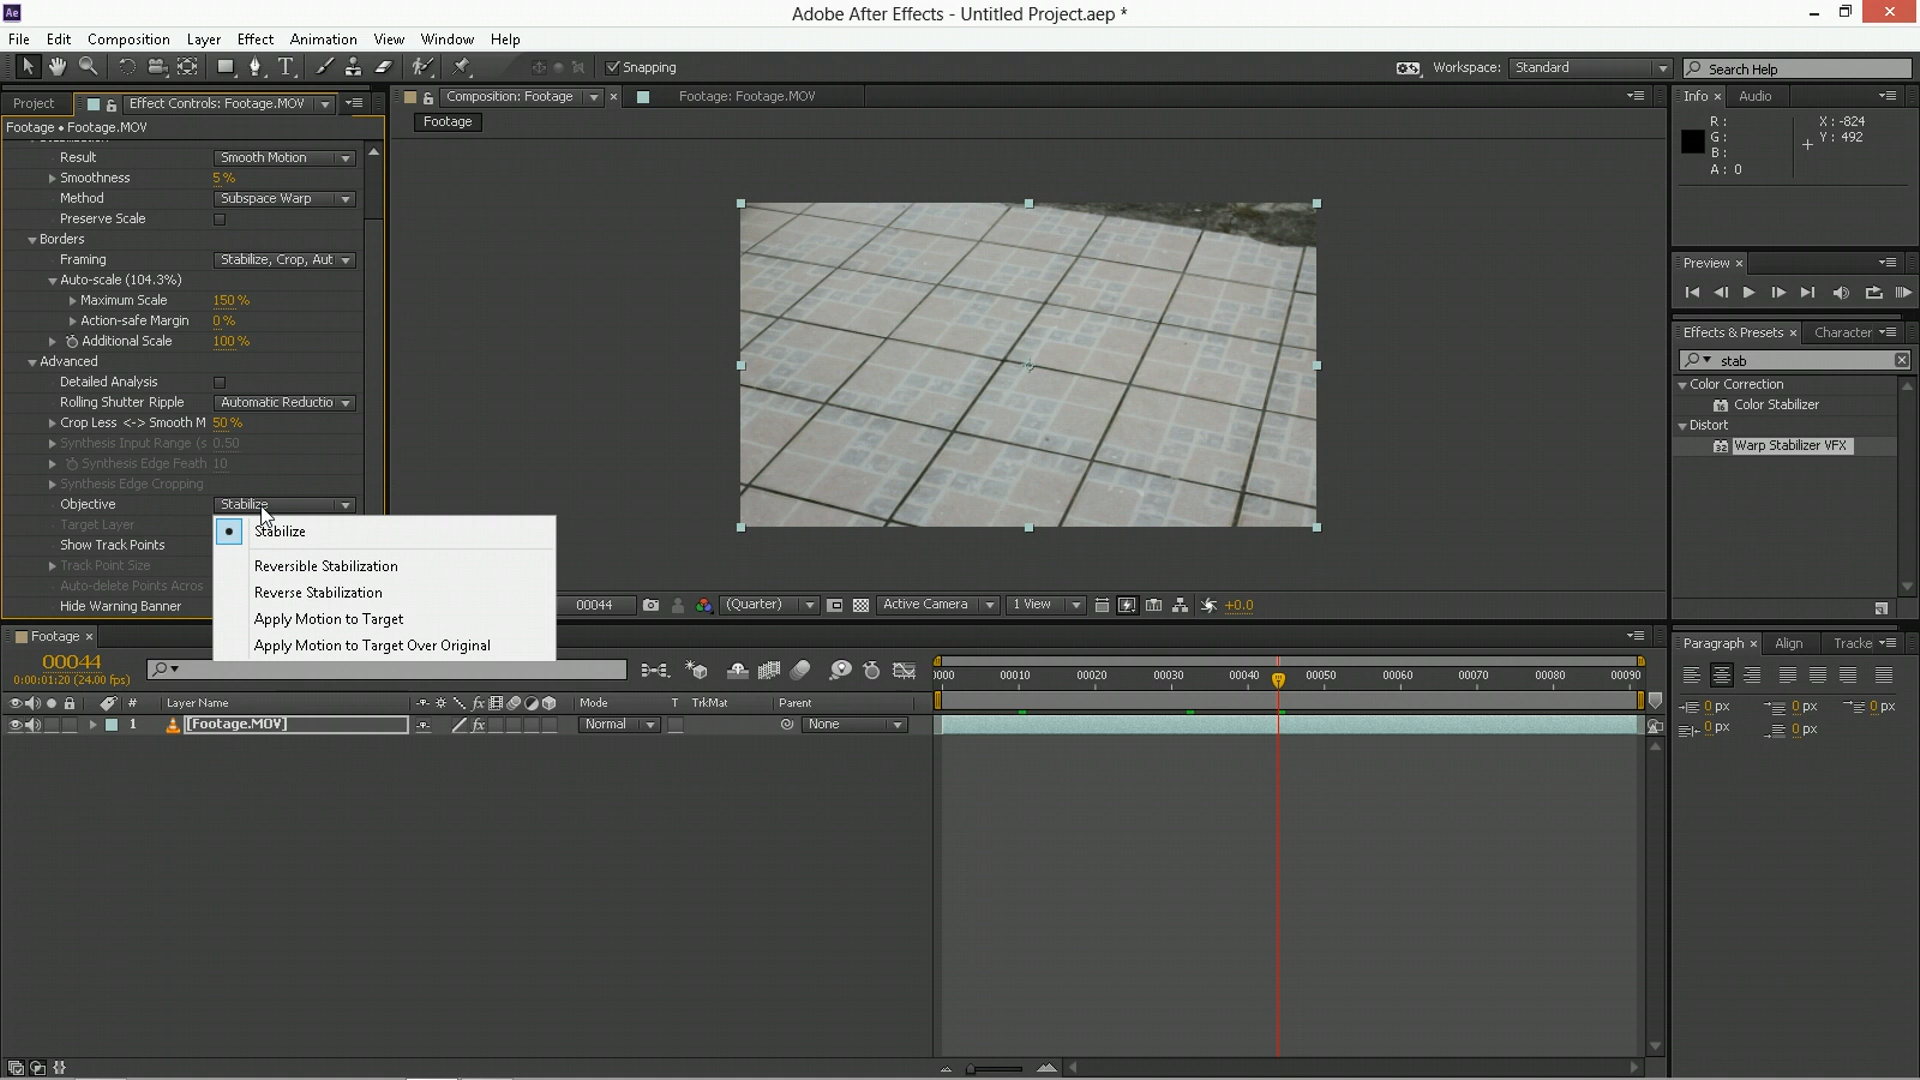 Ae Adobe After Effects - Untitled Project.aep *
File Edit Composition Layer Effect Animation View Window Help
Snapping Workspace: Standard Search Help
Project Effect Controls: Footage.MOV
Footage • Footage.MOV
Result Smooth Motion
Smoothness 5 %
Method Subspace Warp
Preserve Scale
Borders
Framing Stabilize, Crop, Aut
Auto-scale (104.3%)
Maximum Scale 150 %
Action-safe Margin 0 %
Additional Scale 100 %
Advanced
Detailed Analysis
Rolling Shutter Ripple Automatic Reductio
Crop Less <-> Smooth M 50 %
Synthesis Input Range (s 0.50
Synthesis Edge Feath 10
Synthesis Edge Cropping
Objective Stabilize
Target Layer
Show Track Points
Track Point Size
Auto-delete Points Acros
Hide Warning Banner
Stabilize
Reversible Stabilization
Reverse Stabilization
Apply Motion to Target
Apply Motion to Target Over Original
Composition: Footage × Footage: Footage.MOV
Footage
00044 (Quarter) Active Camera 1 View +0.0
Info × Audio
R : X : -824
G : Y : 492
B :
A : 0
Preview ×
Effects & Presets × Character
stab
Color Correction
16 Color Stabilizer
Distort
32 Warp Stabilizer VFX
Footage ×
00044
0:00:01:20 (24.00 fps)
# Layer Name fx Mode T TrkMat Parent
1 [Footage.MOV] fx Normal None
0000 00010 00020 00030 00040 00050 00060 00070 00080 00090
Paragraph × Align Tracke
0 px 0 px 0 px
0 px 0 px